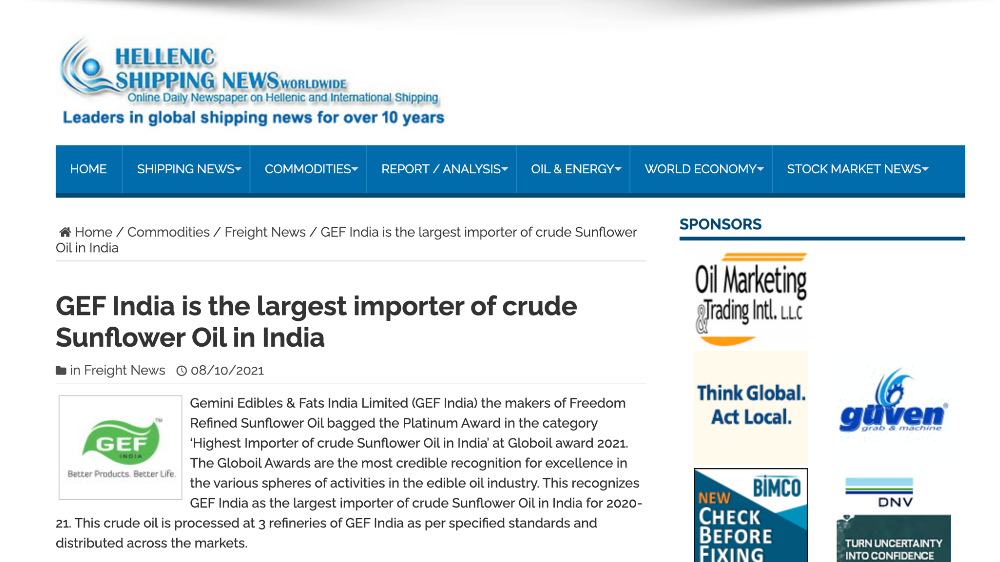 HELLENIC
SHIPPING NEWS WORLDWIDE
Online Daily Newspaper on Hellenic and International Shipping
Leaders in global shipping news for over 10 years
HOME SHIPPING NEWS COMMODITIES REPORT / ANALYSIS OIL & ENERGY WORLD ECONOMY STOCK MARKET NEWS
Home / Commodities / Freight News / GEF India is the largest importer of crude Sunflower
Oil in India
GEF India is the largest importer of crude
Sunflower Oil in India
in Freight News 08/10/2021
GEF
INDIA
TM
Better Products. Better Life.
Gemini Edibles & Fats India Limited (GEF India) the makers of Freedom
Refined Sunflower Oil bagged the Platinum Award in the category
‘Highest Importer of crude Sunflower Oil in India’ at Globoil award 2021.
The Globoil Awards are the most credible recognition for excellence in
the various spheres of activities in the edible oil industry. This recognizes
GEF India as the largest importer of crude Sunflower Oil in India for 2020-
21. This crude oil is processed at 3 refineries of GEF India as per specified standards and
distributed across the markets.
SPONSORS
Oil Marketing
& Trading Intl. L.L.C
Think Global.
Act Local.
güven®
grab & machine
BIMCO
NEW
CHECK
BEFORE
FIXING
DNV
TURN UNCERTAINTY
INTO CONFIDENCE